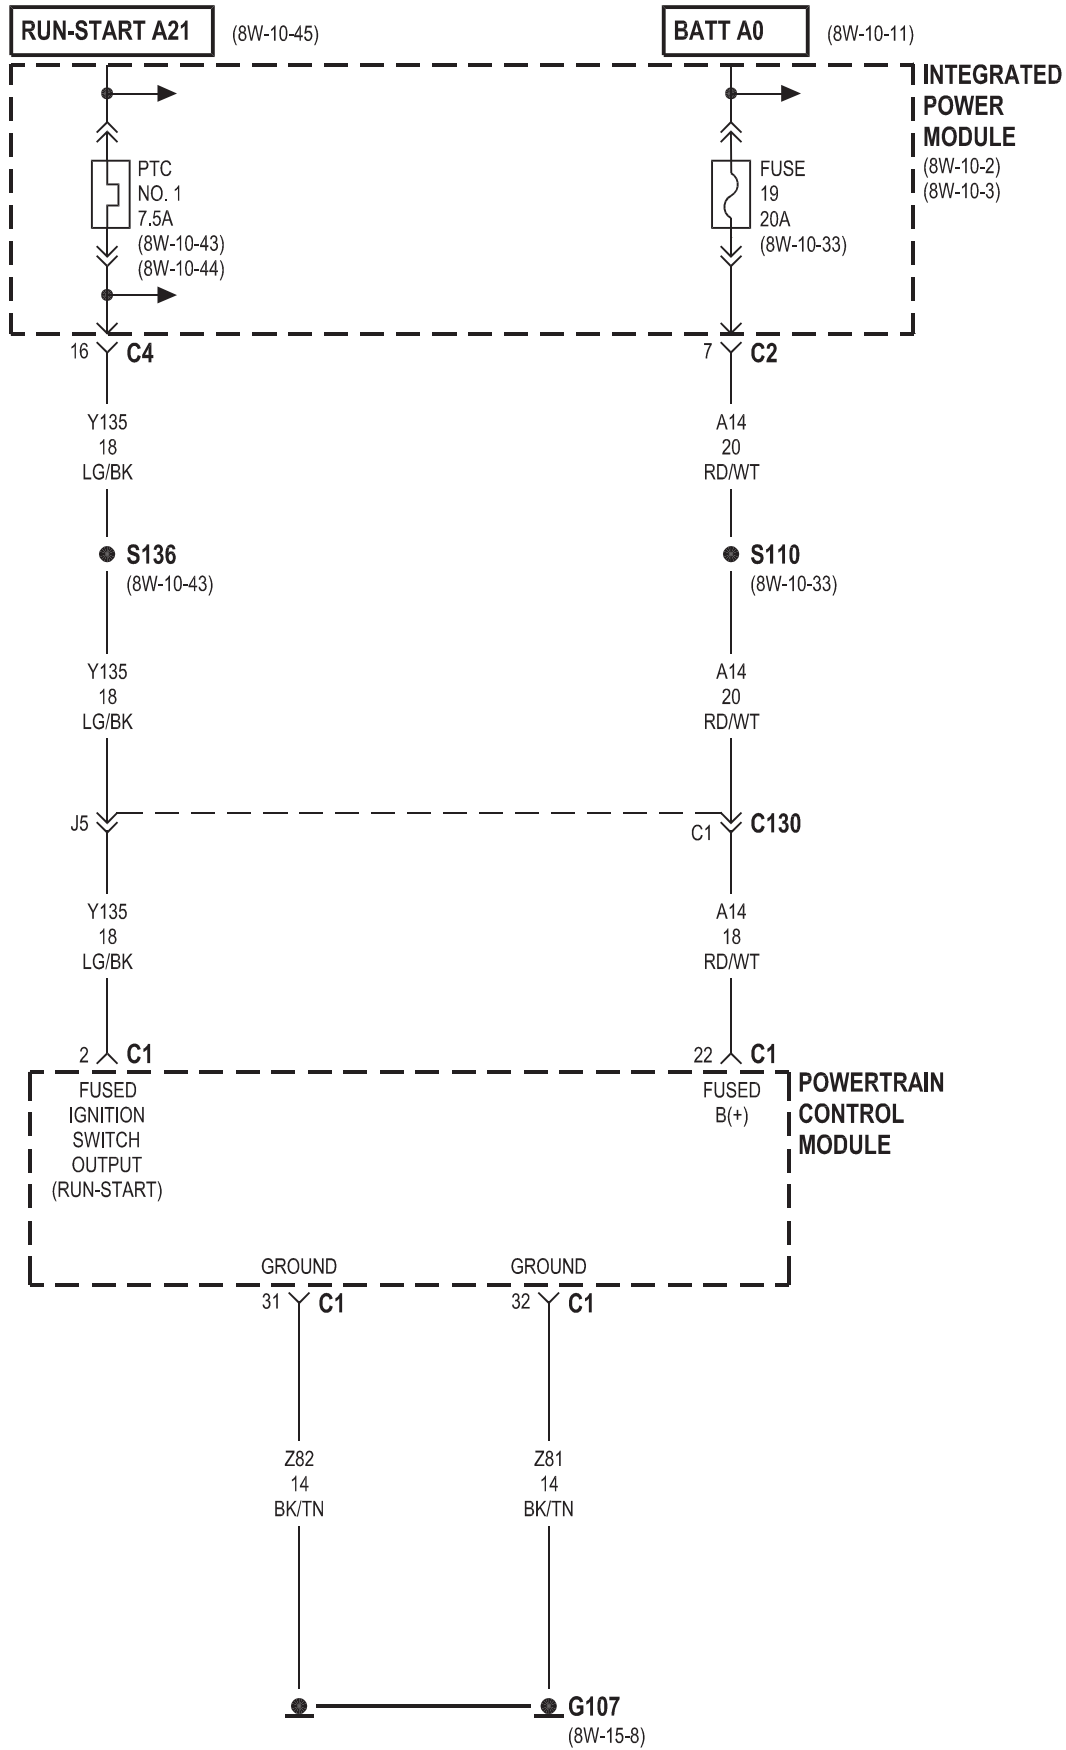 RUN-START A21
(8W-10-45)
BATT A0
(8W-10-11)
INTEGRATED
POWER
MODULE
(8W-10-2)
(8W-10-3)
PTC
NO. 1
7.5A
(8W-10-43)
(8W-10-44)
FUSE
19
20A
(8W-10-33)
16
C4
7
C2
Y135
18
LG/BK
A14
20
RD/WT
S136
(8W-10-43)
S110
(8W-10-33)
Y135
18
LG/BK
A14
20
RD/WT
J5
C1
C130
Y135
18
LG/BK
A14
18
RD/WT
2
C1
22
C1
FUSED
IGNITION
SWITCH
OUTPUT
(RUN-START)
FUSED
B(+)
POWERTRAIN
CONTROL
MODULE
GROUND
GROUND
31
C1
32
C1
Z82
14
BK/TN
Z81
14
BK/TN
G107
(8W-15-8)